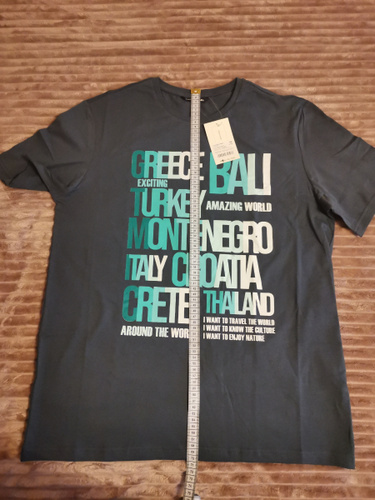 GREECE BALI
EXCITING
TURKEY AMAZING WORLD
MONTENEGRO
ITALY CROATIA
CRETE THAILAND
AROUND THE WOR
I WANT TO TRAVEL THE WORLD
I WANT TO KNOW THE CULTURE
I WANT TO ENJOY NATURE